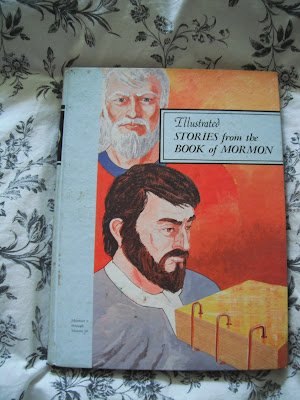 Illustrated
STORIES from the
BOOK of MORMON